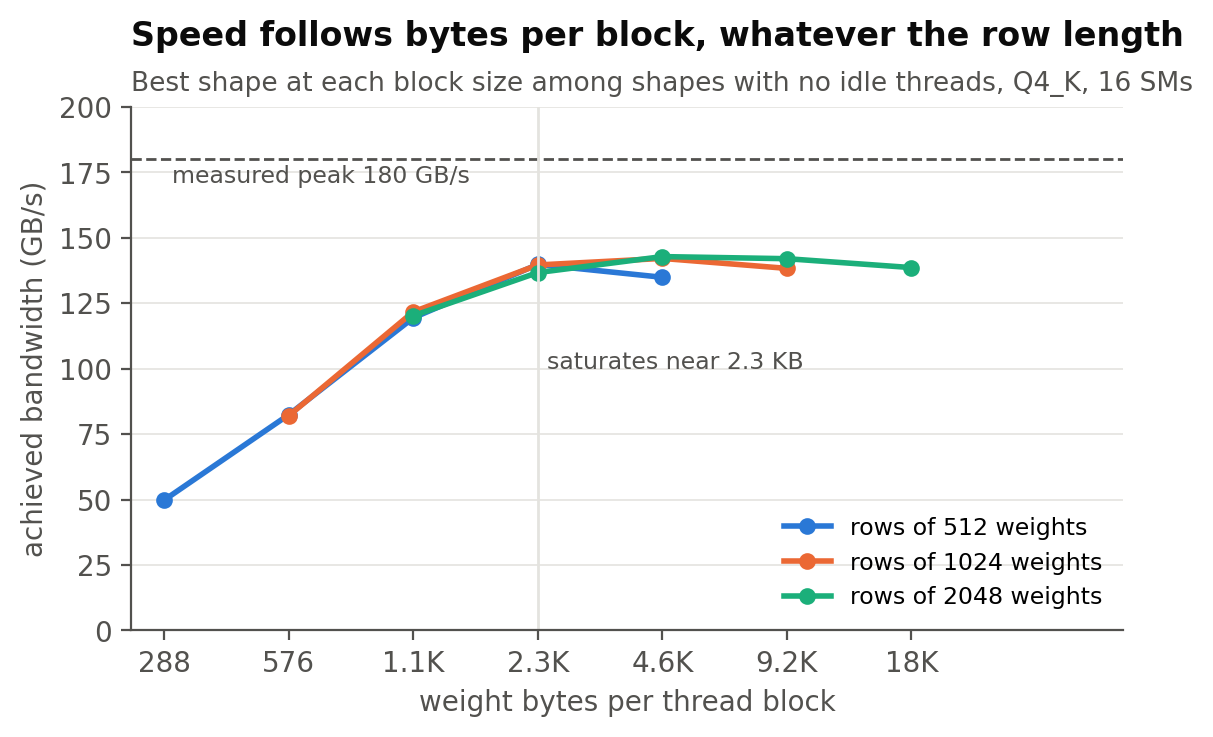 Speed follows bytes per block, whatever the row length
Best shape at each block size among shapes with no idle threads, Q4_K, 16 SMs
200
175
150
125
100
75
50
25
0
achieved bandwidth (GB/s)
measured peak 180 GB/s
saturates near 2.3 KB
rows of 512 weights
rows of 1024 weights
rows of 2048 weights
288 576 1.1K 2.3K 4.6K 9.2K 18K
weight bytes per thread block